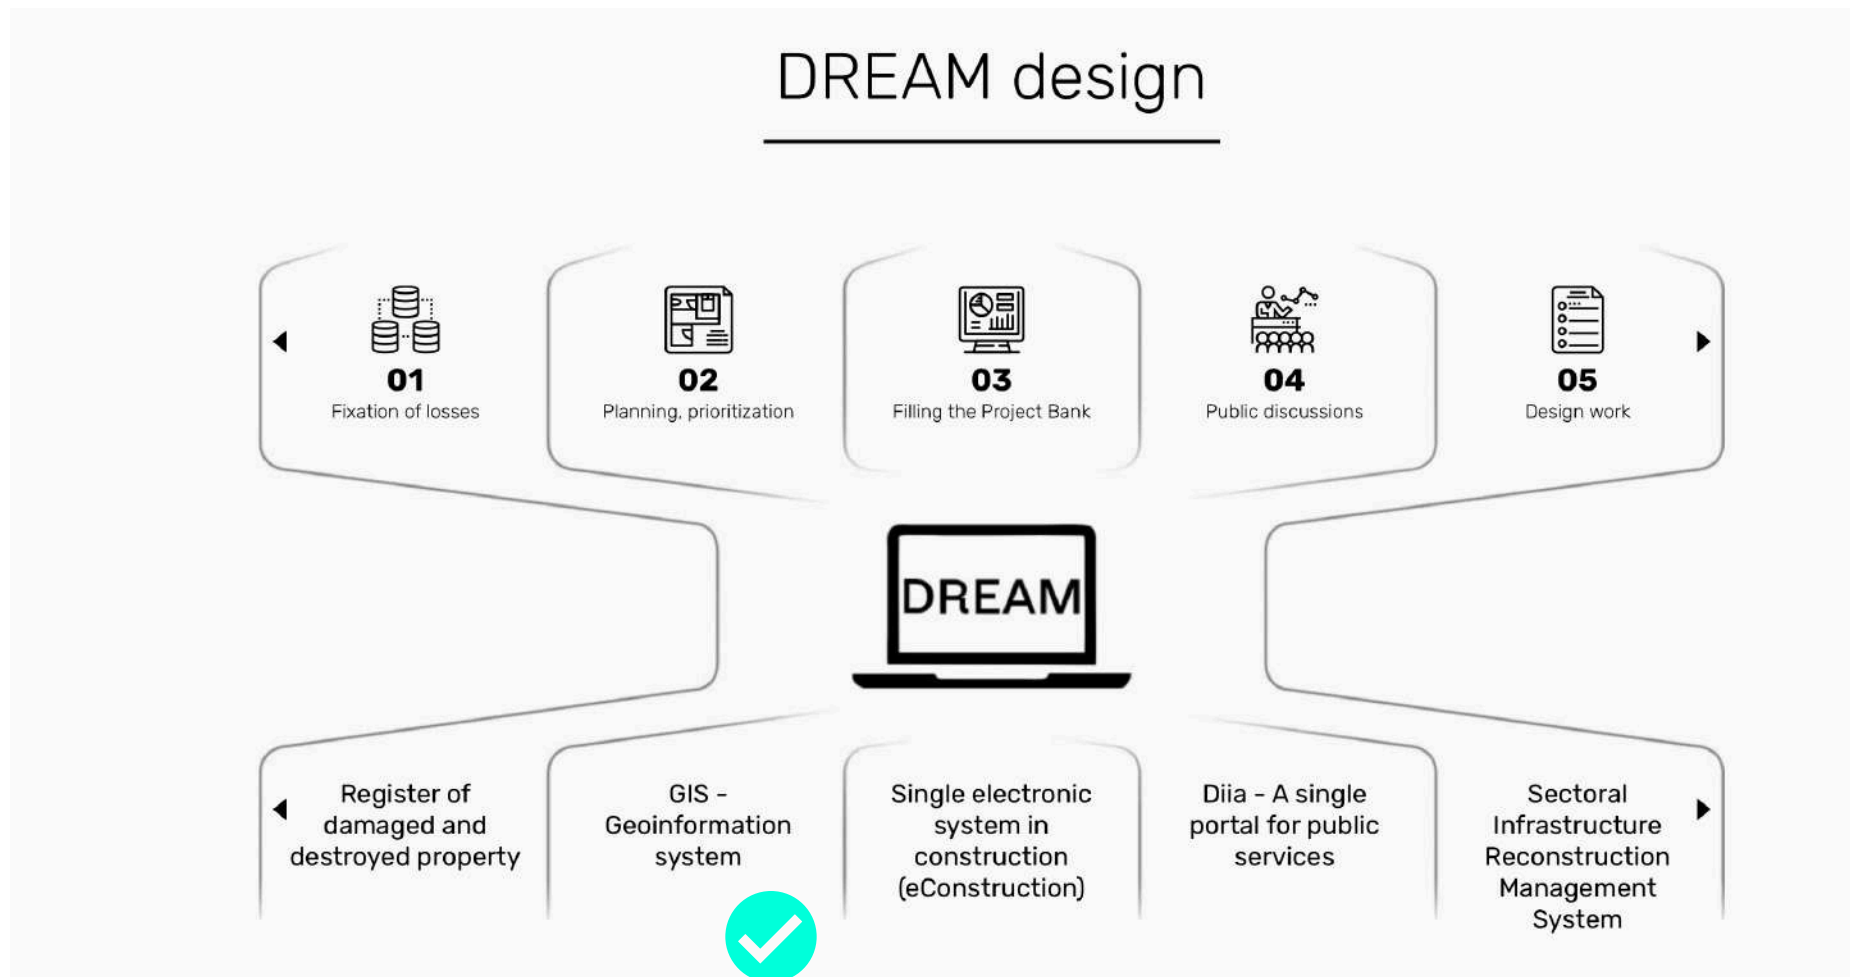 DREAM design
01
Fixation of losses
02
Planning, prioritization
03
Filling the Project Bank
04
Public discussions
05
Design work
DREAM
Register of
damaged and
destroyed property
GIS -
Geoinformation
system
Single electronic
system in
construction
(eConstruction)
Diia - A single
portal for public
services
Sectoral
Infrastructure
Reconstruction
Management
System